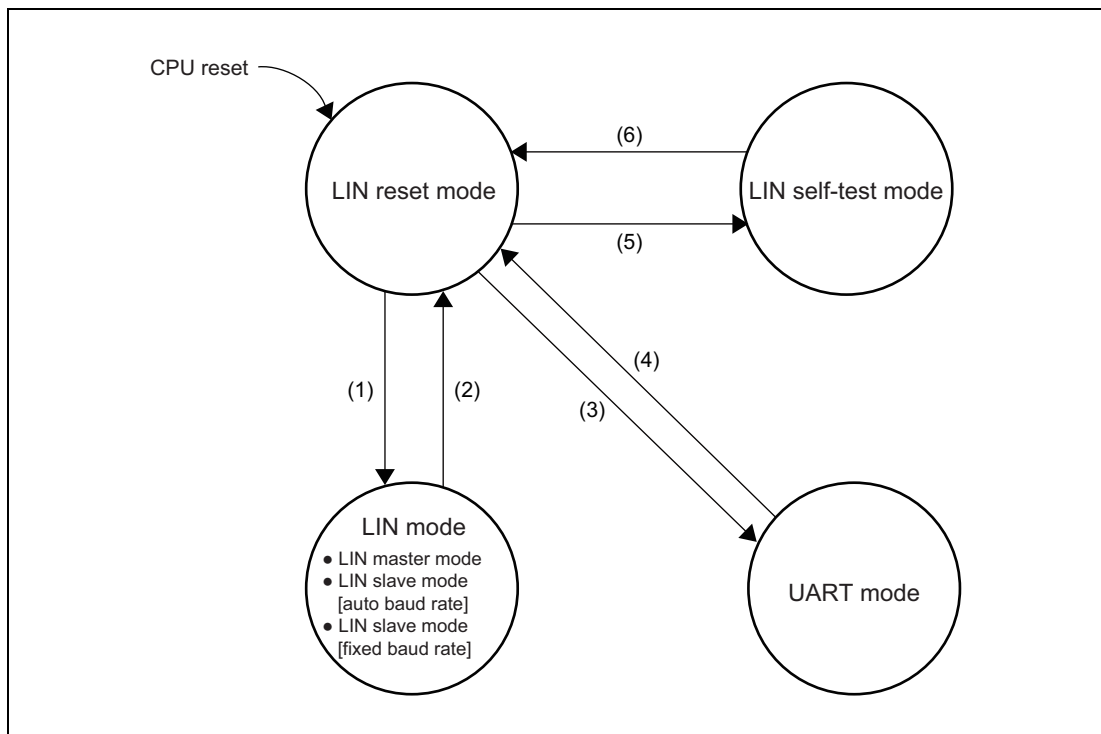 CPU reset
LIN reset mode
(6)
LIN self-test mode
(5)
(1)
(2)
(4)
(3)
LIN mode
● LIN master mode
● LIN slave mode
[auto baud rate]
● LIN slave mode
[fixed baud rate]
UART mode